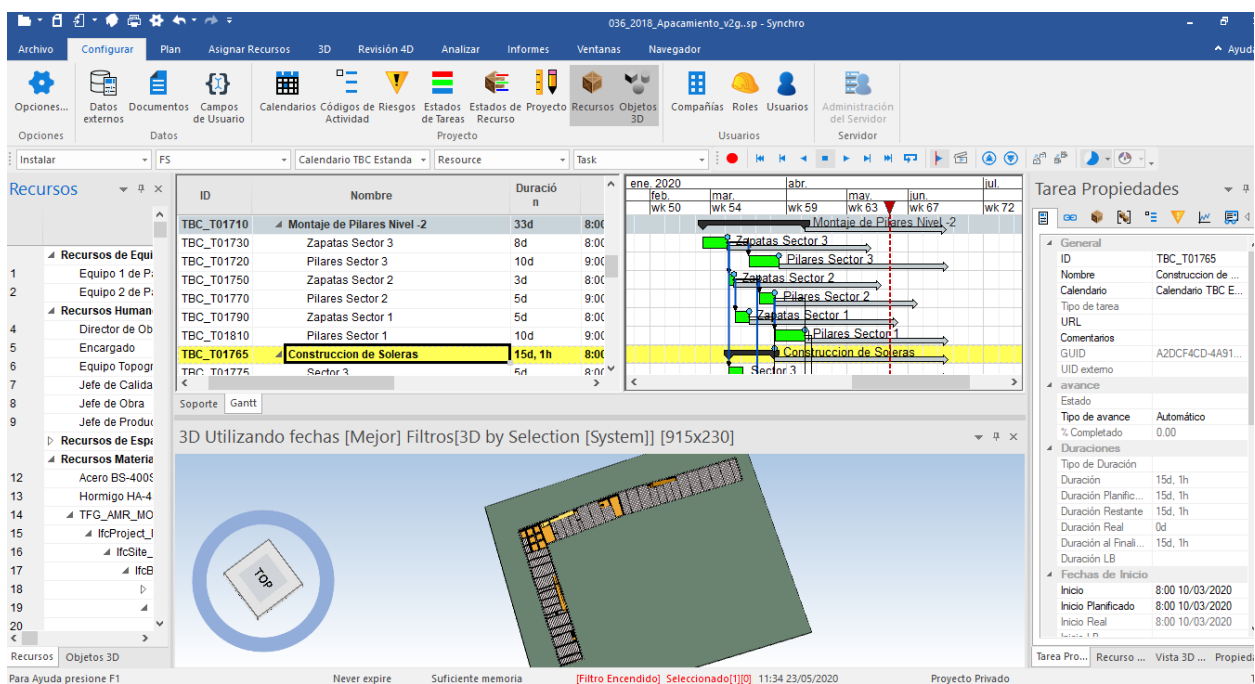 036_2018_Apacamiento_v2g..sp - Synchro
Archivo Configurar Plan Asignar Recursos 3D Revisión 4D Analizar Informes Ventanas Navegador Ayuda
Opciones... Datos externos Documentos Campos de Usuario Calendarios Códigos de Actividad Riesgos Estados de Tareas Estados de Recurso Proyecto Recursos Objetos 3D Compañías Roles Usuarios Administración del Servidor
Opciones Datos Proyecto Usuarios Servidor
Instalar FS Calendario TBC Estanda Resource Task
Recursos
Recursos de Equi
1 Equipo 1 de Pa
2 Equipo 2 de Pa
Recursos Human
4 Director de Ob
5 Encargado
6 Equipo Topogr
7 Jefe de Calida
8 Jefe de Obra
9 Jefe de Produc
Recursos de Espa
Recursos Materia
12 Acero BS-400S
13 Hormigo HA-4
14 TFG_AMR_MO
15 IfcProject_I
16 IfcSite_
17 IfcB
18
19
20
Recursos Objetos 3D
ID Nombre Duración
TBC_T01710 Montaje de Pilares Nivel -2 33d 8:00
TBC_T01730 Zapatas Sector 3 8d 8:00
TBC_T01720 Pilares Sector 3 10d 9:00
TBC_T01750 Zapatas Sector 2 3d 8:00
TBC_T01770 Pilares Sector 2 5d 9:00
TBC_T01790 Zapatas Sector 1 5d 8:00
TBC_T01810 Pilares Sector 1 10d 9:00
TBC_T01765 Construccion de Soleras 15d, 1h 8:00
TBC_T01775 Sector 3 5d 8:00
Soporte Gantt
ene. 2020 abr. jul.
feb. mar. may. jun.
wk 50 wk 54 wk 59 wk 63 wk 67 wk 72
Montaje de Pilares Nivel -2
Zapatas Sector 3
Pilares Sector 3
Zapatas Sector 2
Pilares Sector 2
Zapatas Sector 1
Pilares Sector 1
Construccion de Soleras
Sector 3
3D Utilizando fechas [Mejor] Filtros[3D by Selection [System]] [915x230]
TOP
Tarea Propiedades
General
ID TBC_T01765
Nombre Construccion de ...
Calendario Calendario TBC E...
Tipo de tarea
URL
Comentarios
GUID A2DCF4CD-4A91...
UID externo
avance
Estado
Tipo de avance Automático
% Completado 0.00
Duraciones
Tipo de Duración
Duración 15d, 1h
Duración Planific... 15d, 1h
Duración Restante 15d, 1h
Duración Real 0d
Duración al Finali... 15d, 1h
Duración LB
Fechas de Inicio
Inicio 8:00 10/03/2020
Inicio Planificado 8:00 10/03/2020
Inicio Real 8:00 10/03/2020
Tarea Pro... Recurso ... Vista 3D ... Propieda
Para Ayuda presione F1 Never expire Suficiente memoria [Filtro Encendido] Seleccionado[1][0] 11:34 23/05/2020 Proyecto Privado